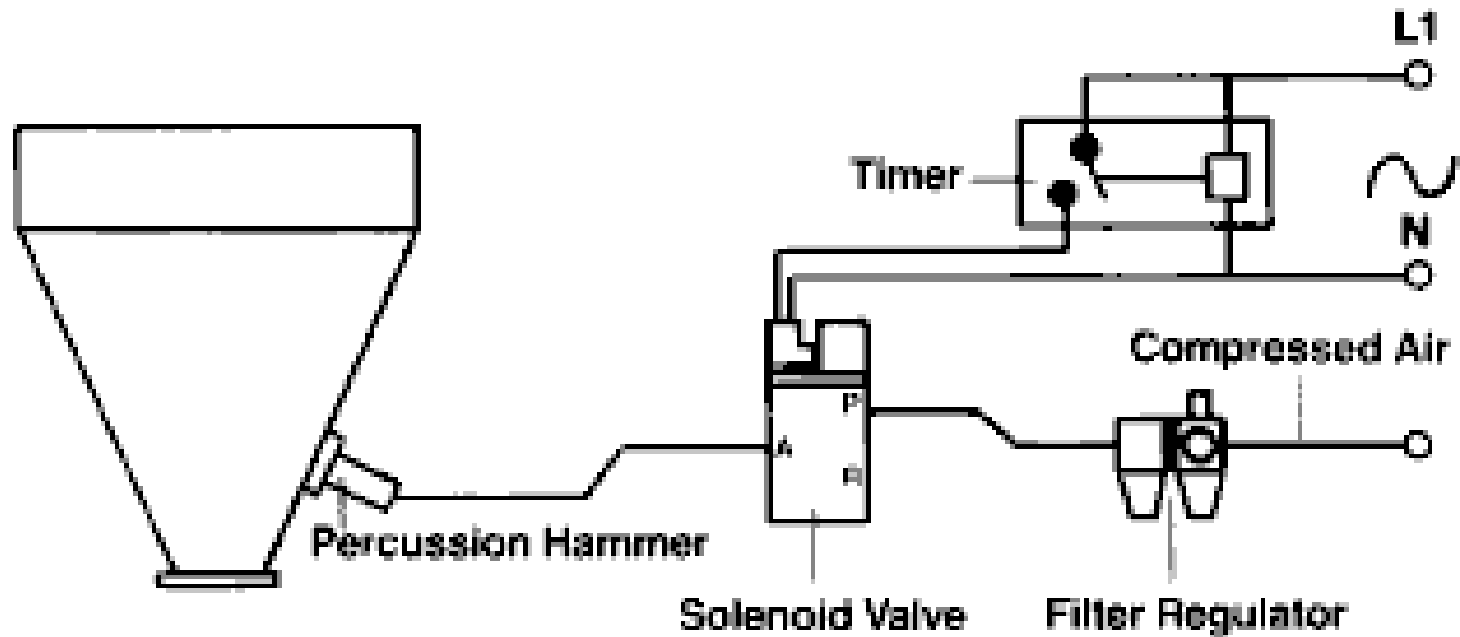 L1
Timer
N
Compressed Air
P
A
R
Percussion Hammer
Solenoid Valve
Filter Regulator